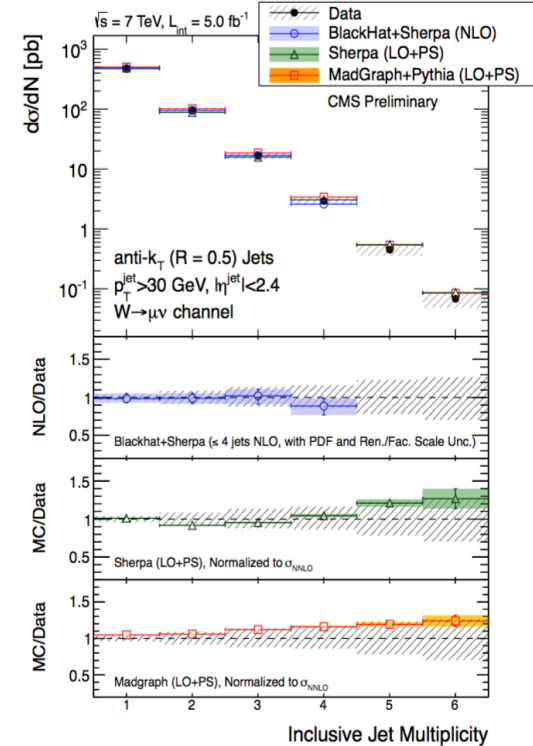 √s = 7 TeV, L_int = 5.0 fb⁻¹
Data
BlackHat+Sherpa (NLO)
Sherpa (LO+PS)
MadGraph+Pythia (LO+PS)
CMS Preliminary
dσ/dN [pb]
10³
10²
10
1
10⁻¹
anti-k_T (R = 0.5) Jets
p_T^jet>30 GeV, |η^jet|<2.4
W→μν channel
NLO/Data
1.5
1
0.5
Blackhat+Sherpa (≤ 4 jets NLO, with PDF and Ren./Fac. Scale Unc.)
MC/Data
1.5
1
0.5
Sherpa (LO+PS), Normalized to σ_NNLO
MC/Data
1.5
1
0.5
Madgraph (LO+PS), Normalized to σ_NNLO
1 2 3 4 5 6
Inclusive Jet Multiplicity